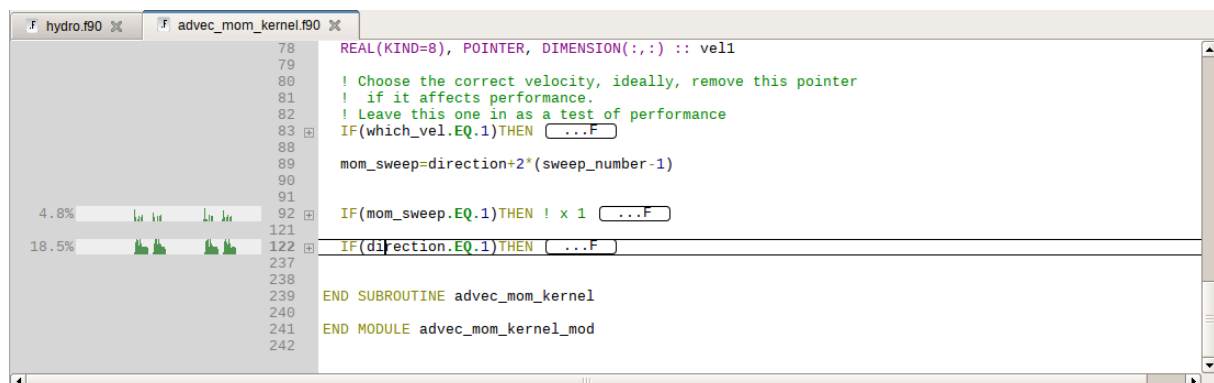 hydro.f90 advec_mom_kernel.f90
78 REAL(KIND=8), POINTER, DIMENSION(:,:) :: vel1
79
80 ! Choose the correct velocity, ideally, remove this pointer
81 !  if it affects performance.
82 ! Leave this one in as a test of performance
83 IF(which_vel.EQ.1)THEN ...F
88
89 mom_sweep=direction+2*(sweep_number-1)
90
91
4.8% 92 IF(mom_sweep.EQ.1)THEN ! x 1 ...F
121
18.5% 122 IF(direction.EQ.1)THEN ...F
237
238
239 END SUBROUTINE advec_mom_kernel
240
241 END MODULE advec_mom_kernel_mod
242